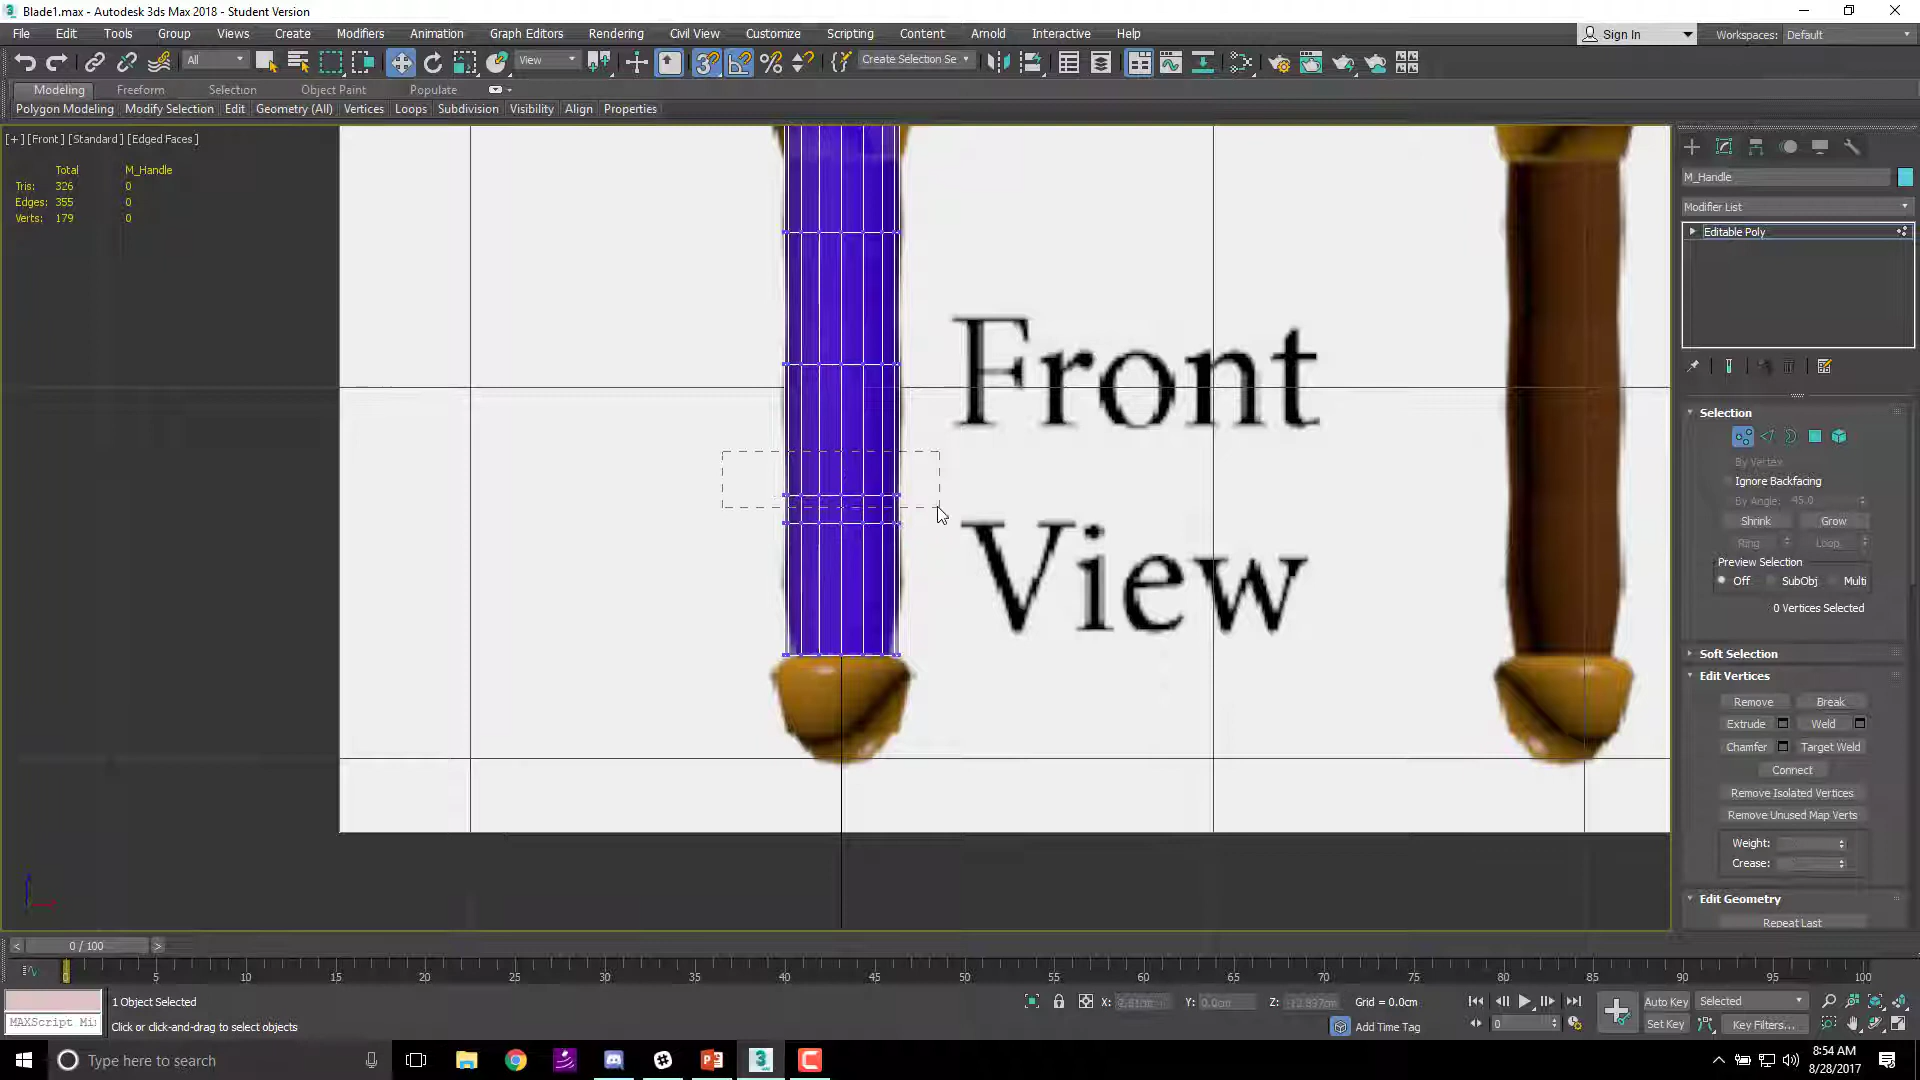 Blade1.max - Autodesk 3ds Max 2018 - Student Version
File Edit Tools Group Views Create Modifiers Animation Graph Editors Rendering Civil View Customize Scripting Content Arnold Interactive Help
Sign In
Workspaces: Default
All
View
Create Selection Se
Modeling Freeform Selection Object Paint Populate
Polygon Modeling Modify Selection Edit Geometry (All) Vertices Loops Subdivision Visibility Align Properties
[+] [Front] [Standard] [Edged Faces]
Total M_Handle
Tris: 326 0
Edges: 355 0
Verts: 179 0
Front
View
M_Handle
Modifier List
Editable Poly
Selection
By Vertex
Ignore Backfacing
By Angle: 45.0
Shrink Grow
Ring Loop
Preview Selection
Off SubObj Multi
0 Vertices Selected
Soft Selection
Edit Vertices
Remove Break
Extrude Weld
Chamfer Target Weld
Connect
Remove Isolated Vertices
Remove Unused Map Verts
Weight:
Crease:
Edit Geometry
Repeat Last
< 0 / 100 >
0 5 10 15 20 25 30 35 40 45 50 55 60 65 70 75 80 85 90 95 100
MAXScript Mi
1 Object Selected
Click or click-and-drag to select objects
X: Y: 0.0cm Z: Grid = 0.0cm
Add Time Tag
0
Auto Key Selected
Set Key Key Filters...
Type here to search
8:54 AM
8/28/2017